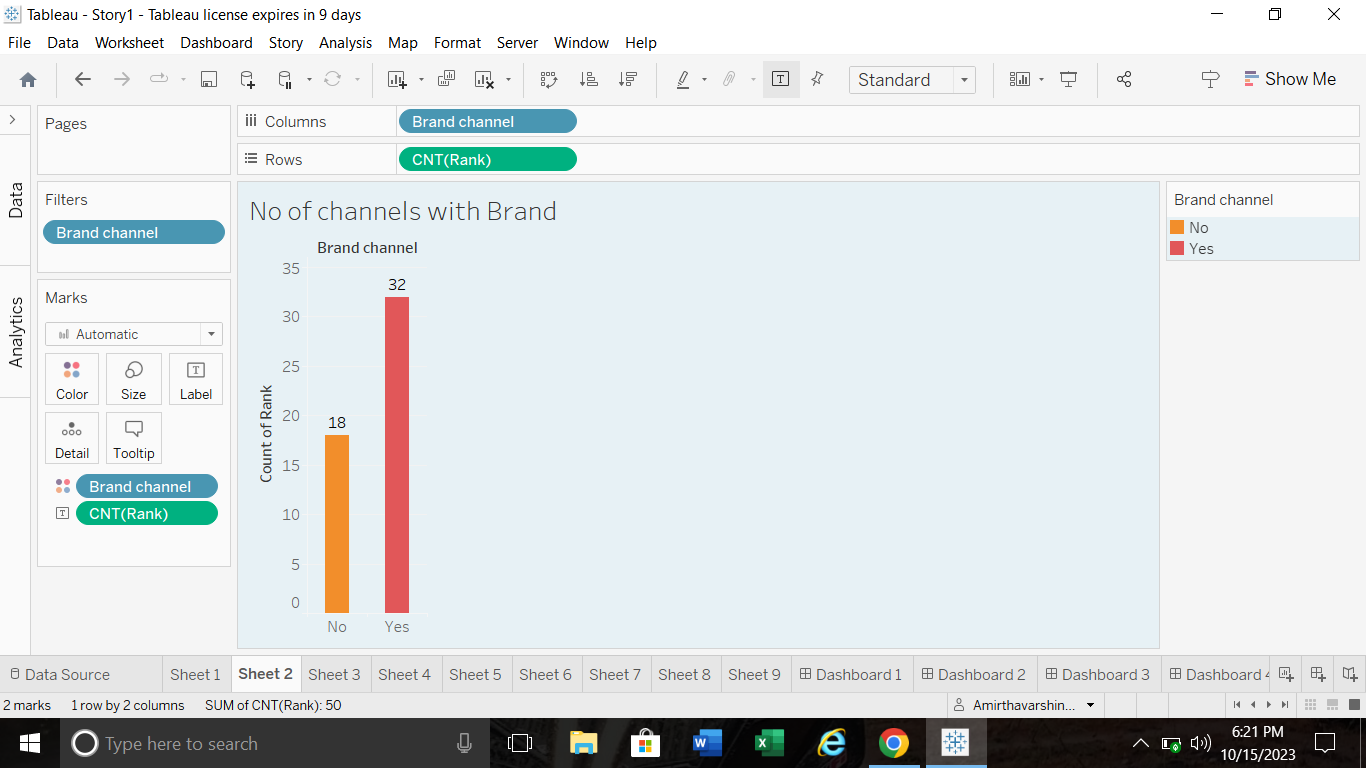 Tableau - Story1 - Tableau license expires in 9 days
File Data Worksheet Dashboard Story Analysis Map Format Server Window Help
Standard
Show Me
Pages
Columns
Brand channel
Rows
CNT(Rank)
Data
Analytics
Filters
Brand channel
Marks
Automatic
Color
Size
Label
Detail
Tooltip
Brand channel
CNT(Rank)
No of channels with Brand
Brand channel
Count of Rank
35
30
25
20
15
10
5
0
18
32
No
Yes
Brand channel
No
Yes
Data Source
Sheet 1
Sheet 2
Sheet 3
Sheet 4
Sheet 5
Sheet 6
Sheet 7
Sheet 8
Sheet 9
Dashboard 1
Dashboard 2
Dashboard 3
Dashboard 4
2 marks
1 row by 2 columns
SUM of CNT(Rank): 50
Amirthavarshin...
Type here to search
6:21 PM
10/15/2023